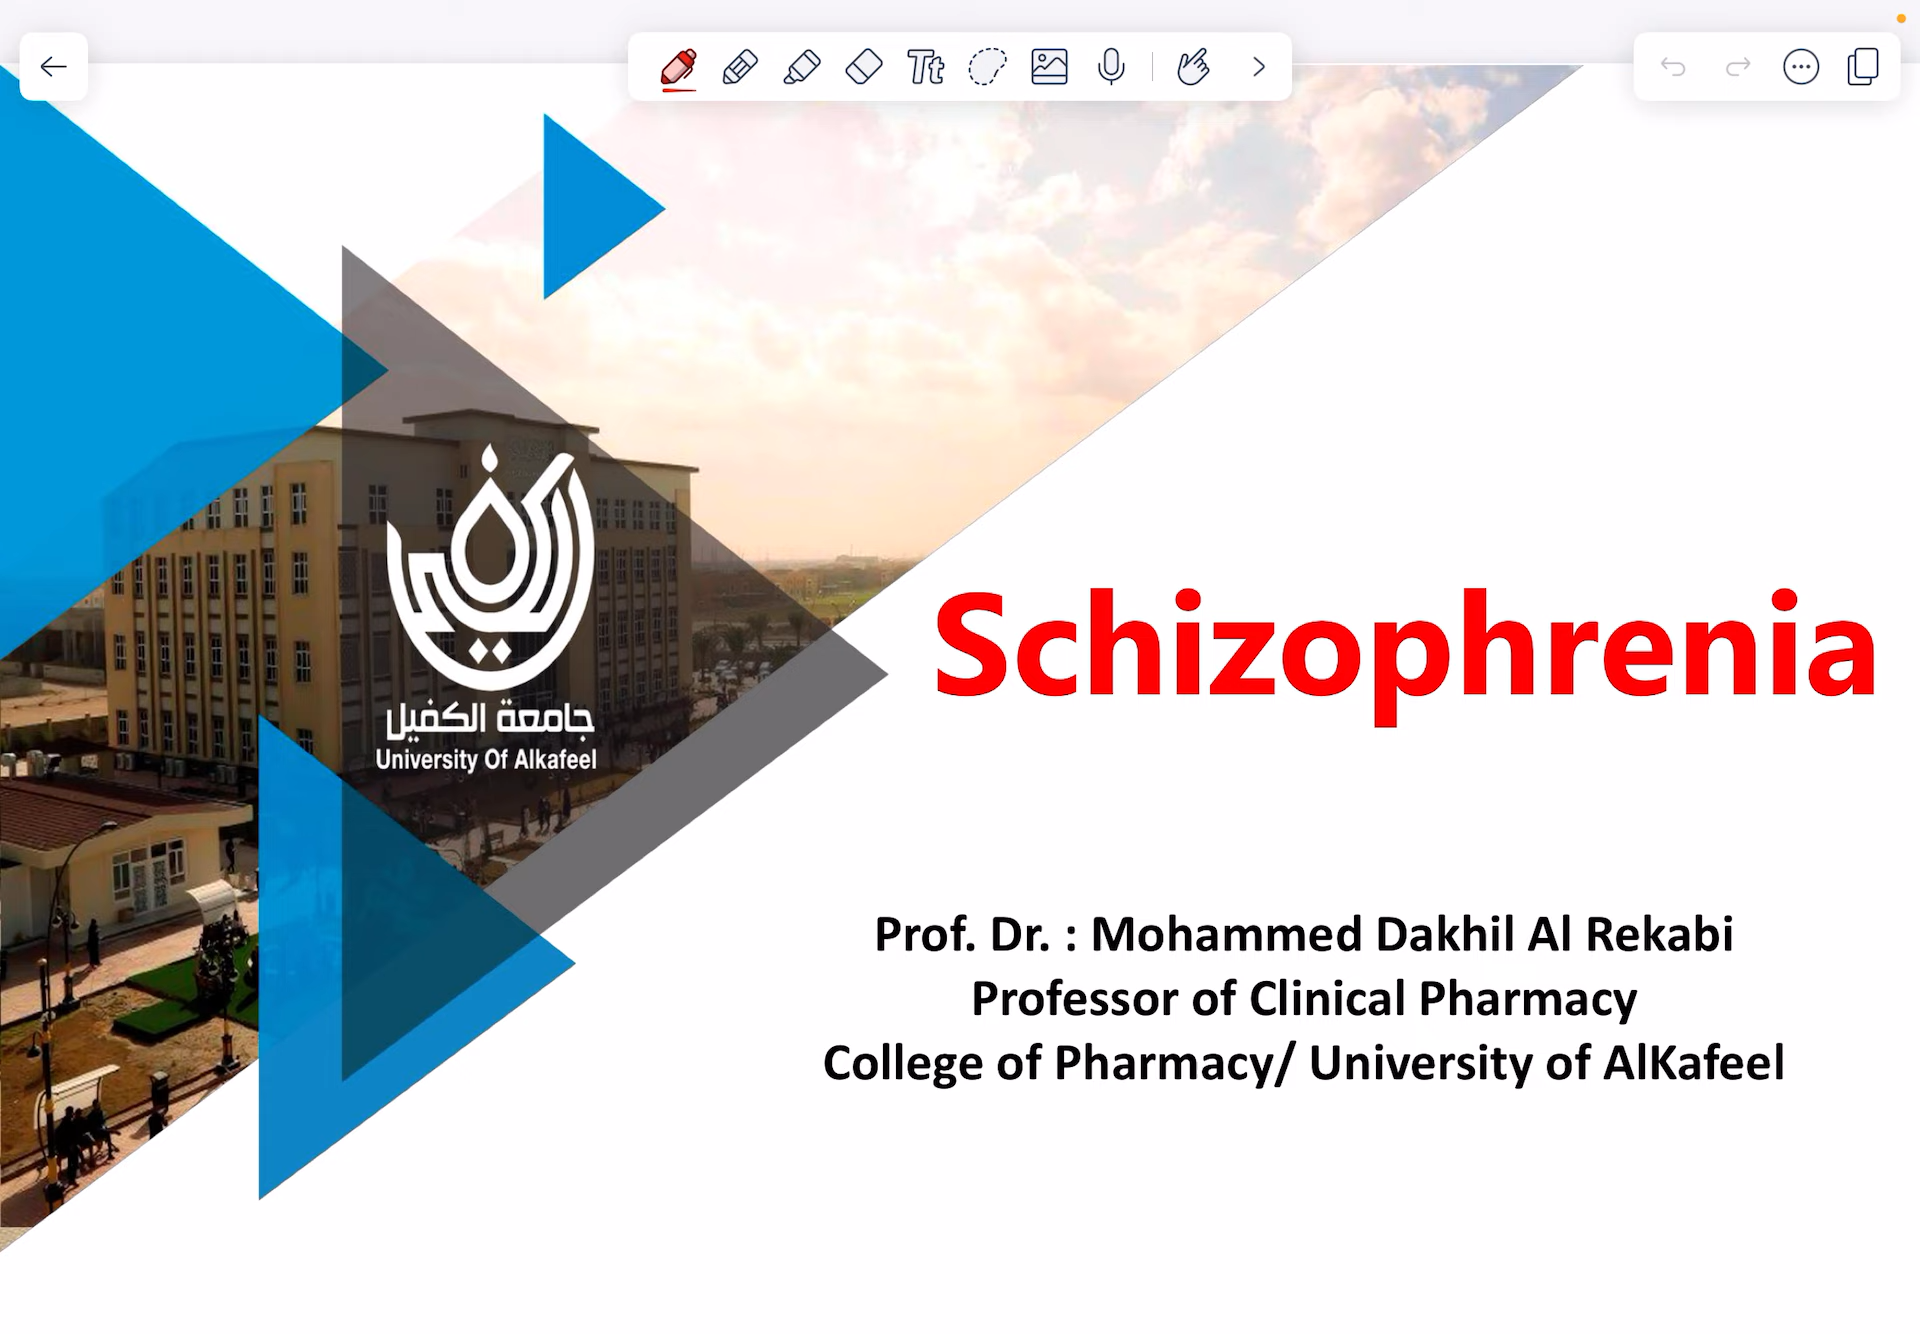 Tt
جامعة الكفيل
University Of Alkafeel
Schizophrenia
Prof. Dr. : Mohammed Dakhil Al Rekabi
Professor of Clinical Pharmacy
College of Pharmacy/ University of AlKafeel